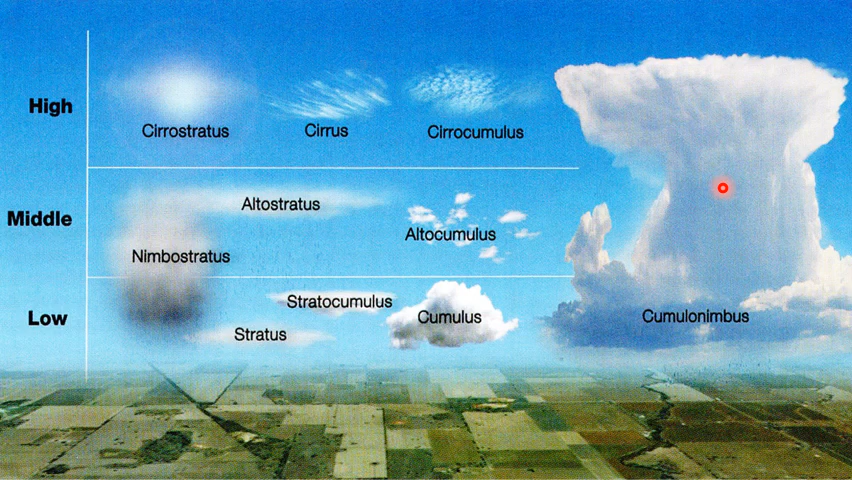 High
Cirrostratus
Cirrus
Cirrocumulus
Middle
Altostratus
Altocumulus
Nimbostratus
Low
Stratocumulus
Cumulus
Cumulonimbus
Stratus